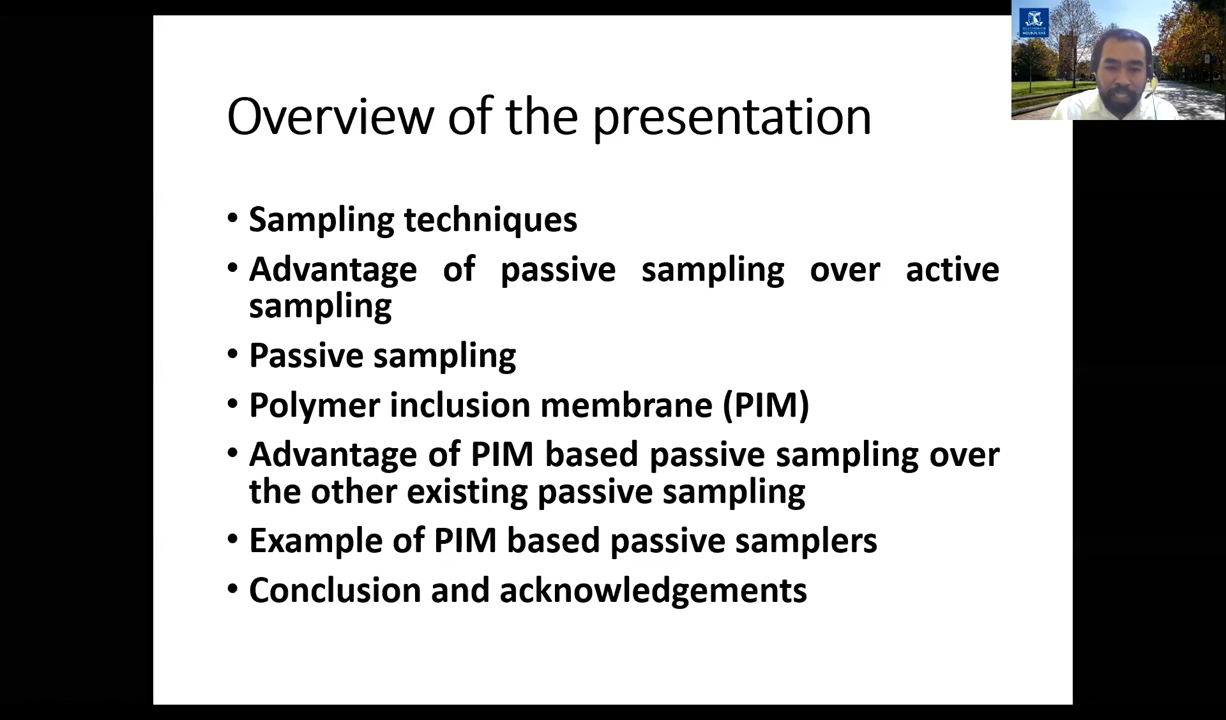 Overview of the presentation
• Sampling techniques
• Advantage of passive sampling over active
sampling
• Passive sampling
• Polymer inclusion membrane (PIM)
• Advantage of PIM based passive sampling over
the other existing passive sampling
• Example of PIM based passive samplers
• Conclusion and acknowledgements